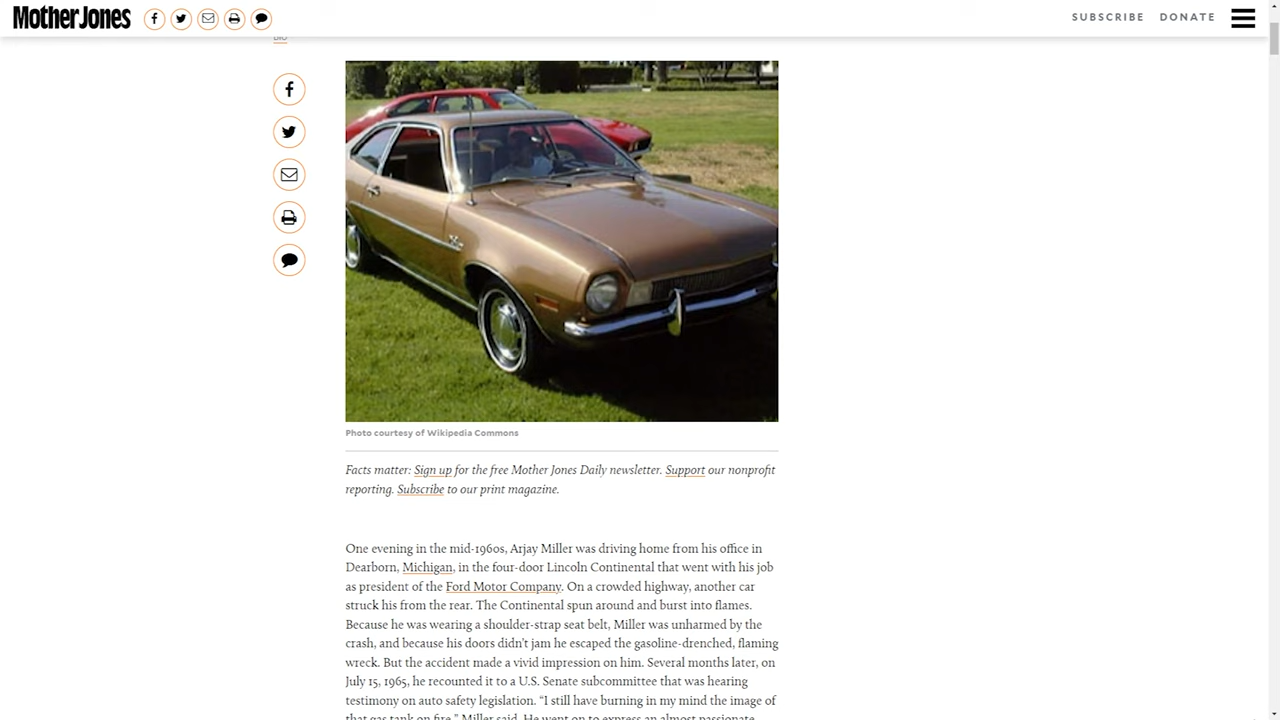 Mother Jones
SUBSCRIBE DONATE
Photo courtesy of Wikipedia Commons
Facts matter: Sign up for the free Mother Jones Daily newsletter. Support our nonprofit
reporting. Subscribe to our print magazine.
One evening in the mid-1960s, Arjay Miller was driving home from his office in
Dearborn, Michigan, in the four-door Lincoln Continental that went with his job
as president of the Ford Motor Company. On a crowded highway, another car
struck his from the rear. The Continental spun around and burst into flames.
Because he was wearing a shoulder-strap seat belt, Miller was unharmed by the
crash, and because his doors didn't jam he escaped the gasoline-drenched, flaming
wreck. But the accident made a vivid impression on him. Several months later, on
July 15, 1965, he recounted it to a U.S. Senate subcommittee that was hearing
testimony on auto safety legislation. “I still have burning in my mind the image of
that gas tank on fire,” Miller said. He went on to express an almost passionate